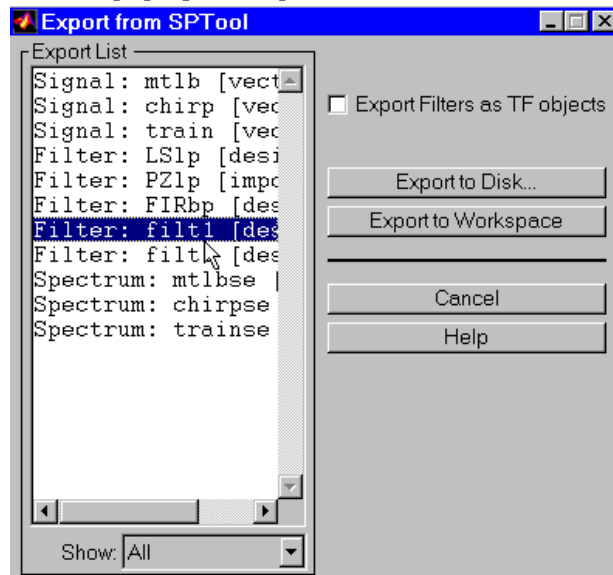 Export from SPTool
Export List
Signal: mtlb [vect
Signal: chirp [vec
Signal: train [vec
Filter: LSlp [desi
Filter: PZlp [impo
Filter: FIRbp [des
Filter: filt1 [des
Filter: filt [des
Spectrum: mtlbse [
Spectrum: chirpse
Spectrum: trainse
Show: All
Export Filters as TF objects
Export to Disk...
Export to Workspace
Cancel
Help